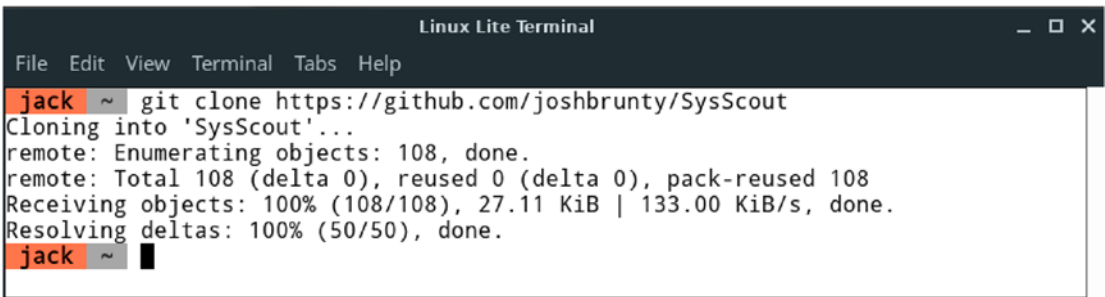 Linux Lite Terminal
File Edit View Terminal Tabs Help
jack ~ git clone https://github.com/joshbrunty/SysScout
Cloning into 'SysScout'...
remote: Enumerating objects: 108, done.
remote: Total 108 (delta 0), reused 0 (delta 0), pack-reused 108
Receiving objects: 100% (108/108), 27.11 KiB | 133.00 KiB/s, done.
Resolving deltas: 100% (50/50), done.
jack ~